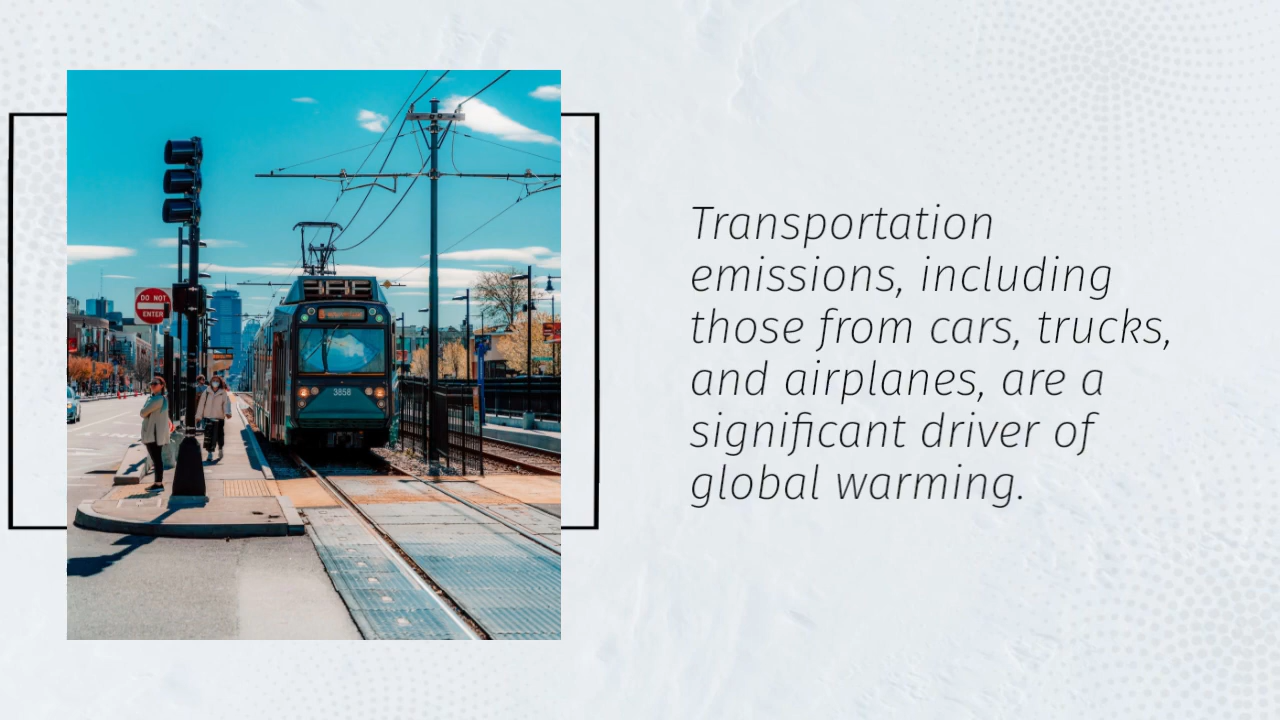 DO NOT
ENTER
3858
Transportation
emissions, including
those from cars, trucks,
and airplanes, are a
significant driver of
global warming.